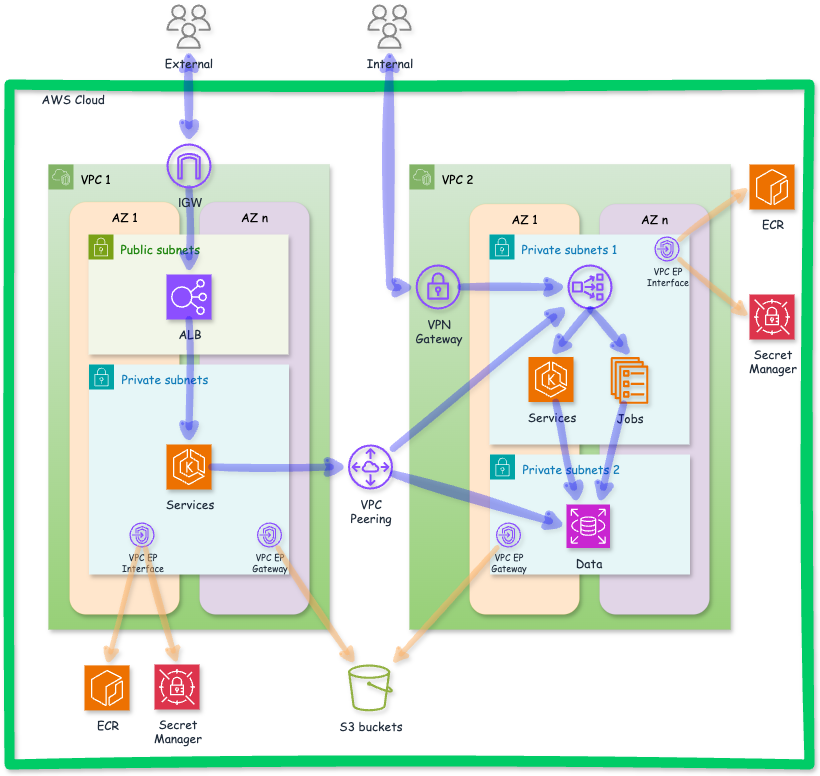 External
Internal
AWS Cloud
VPC 1
IGW
AZ 1
AZ n
Public subnets
ALB
Private subnets
Services
VPC EP
Interface
VPC EP
Gateway
ECR
Secret
Manager
VPC
Peering
S3 buckets
VPC 2
VPN
Gateway
AZ 1
AZ n
Private subnets 1
VPC EP
Interface
Services
Jobs
Private subnets 2
VPC EP
Gateway
Data
ECR
Secret
Manager